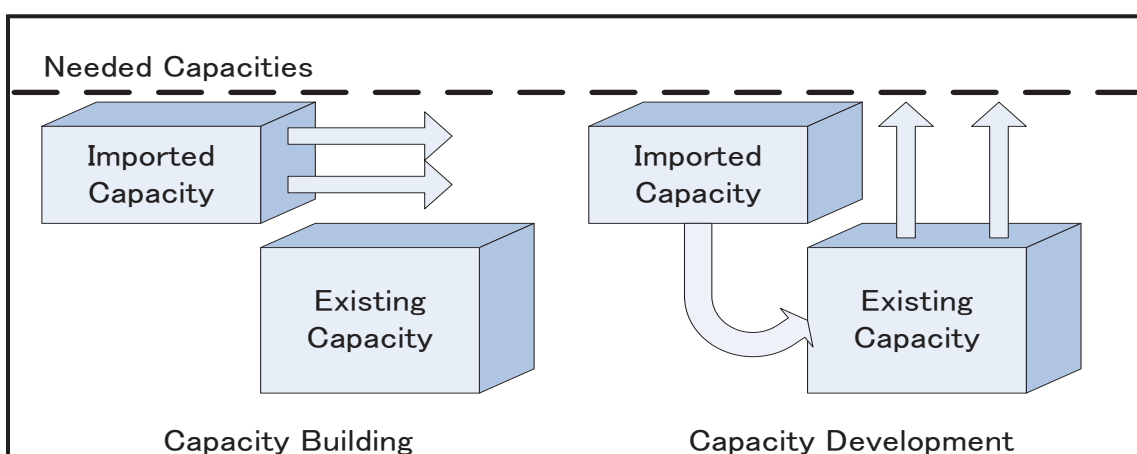 Needed Capacities
Imported
Capacity
Existing
Capacity
Capacity Building
Imported
Capacity
Existing
Capacity
Capacity Development